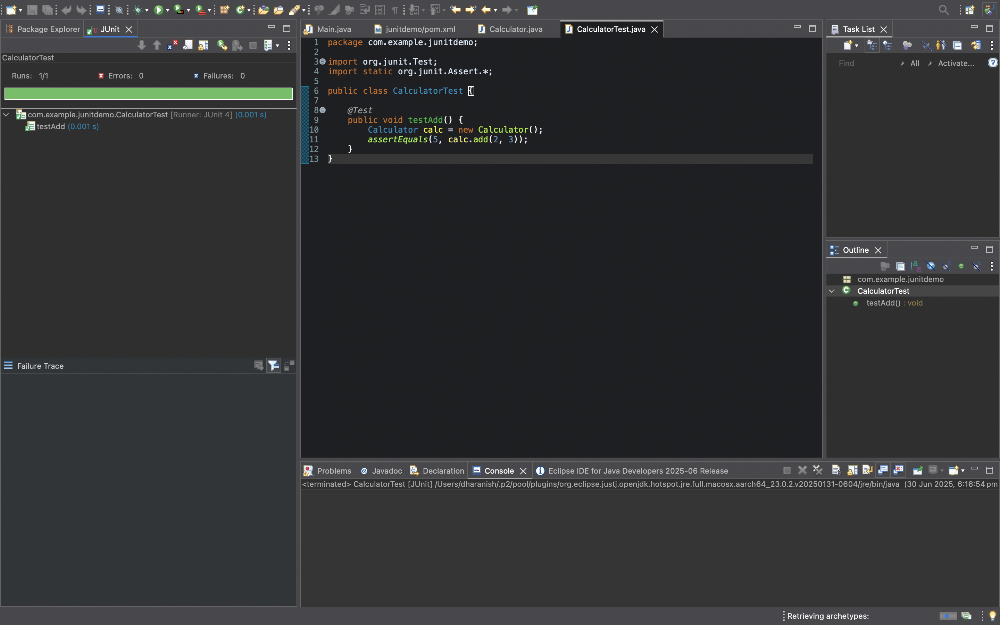 Package Explorer
JUnit
CalculatorTest
Runs: 1/1
Errors: 0
Failures: 0
com.example.junitdemo.CalculatorTest [Runner: JUnit 4] (0.001 s)
testAdd (0.001 s)
Failure Trace
Main.java
junitdemo/pom.xml
Calculator.java
CalculatorTest.java
1 package com.example.junitdemo;
2
3 import org.junit.Test;
4 import static org.junit.Assert.*;
5
6 public class CalculatorTest {
7
8 @Test
9 public void testAdd() {
10 Calculator calc = new Calculator();
11 assertEquals(5, calc.add(2, 3));
12 }
13 }
Task List
Find
All
Activate...
Outline
com.example.junitdemo
CalculatorTest
testAdd() : void
Problems
Javadoc
Declaration
Console
Eclipse IDE for Java Developers 2025-06 Release
<terminated> CalculatorTest [JUnit] /Users/dharanish/.p2/pool/plugins/org.eclipse.justj.openjdk.hotspot.jre.full.macosx.aarch64_23.0.2.v20250131-0604/jre/bin/java (30 Jun 2025, 6:16:54 pm
Retrieving archetypes: